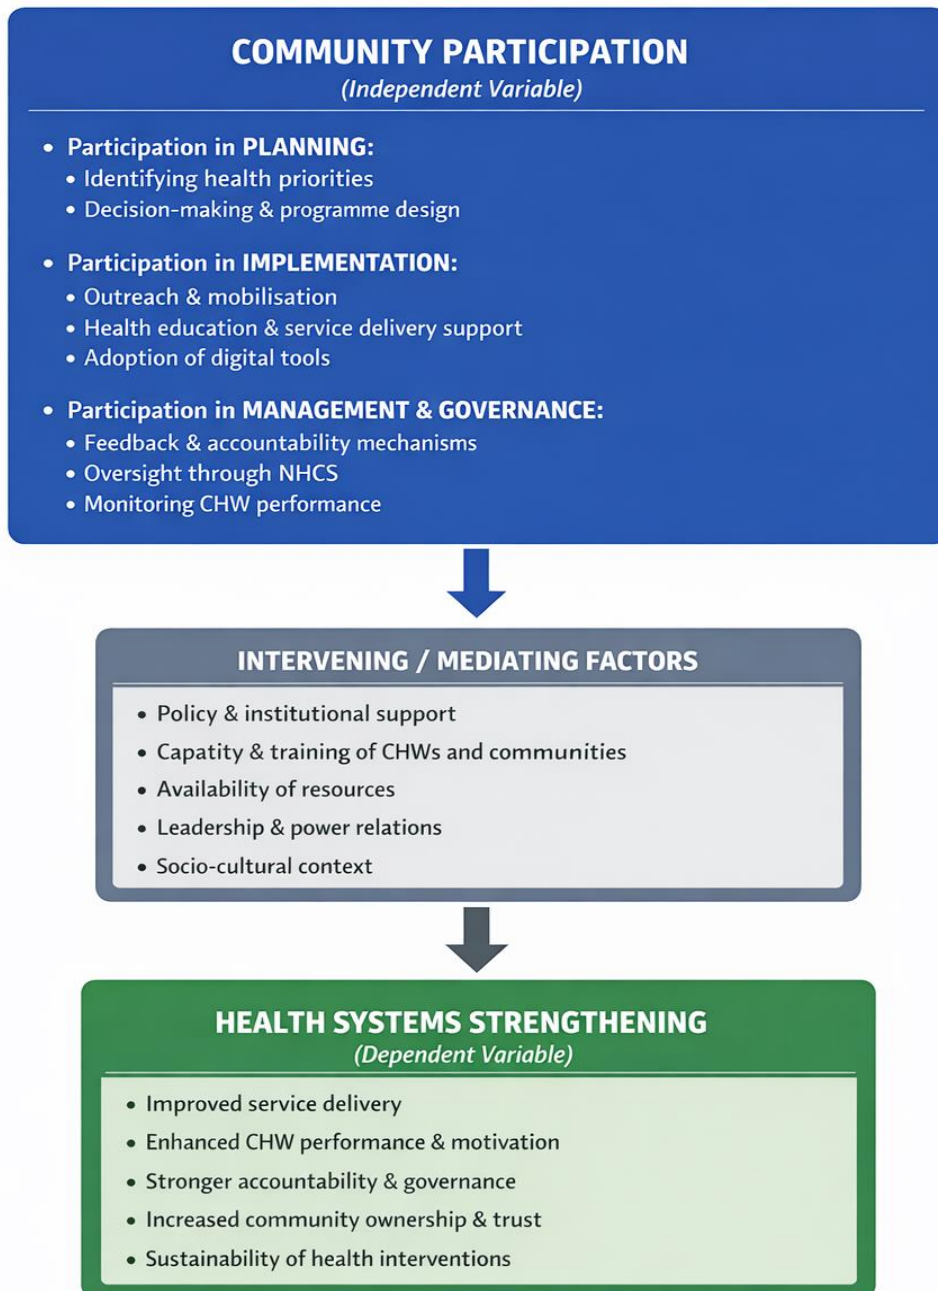 COMMUNITY PARTICIPATION
(Independent Variable)
• Participation in PLANNING:
• Identifying health priorities
• Decision-making & programme design
• Participation in IMPLEMENTATION:
• Outreach & mobilisation
• Health education & service delivery support
• Adoption of digital tools
• Participation in MANAGEMENT & GOVERNANCE:
• Feedback & accountability mechanisms
• Oversight through NHCS
• Monitoring CHW performance
INTERVENING / MEDIATING FACTORS
• Policy & institutional support
• Capatity & training of CHWs and communities
• Availability of resources
• Leadership & power relations
• Socio-cultural context
HEALTH SYSTEMS STRENGTHENING
(Dependent Variable)
• Improved service delivery
• Enhanced CHW performance & motivation
• Stronger accountability & governance
• Increased community ownership & trust
• Sustainability of health interventions